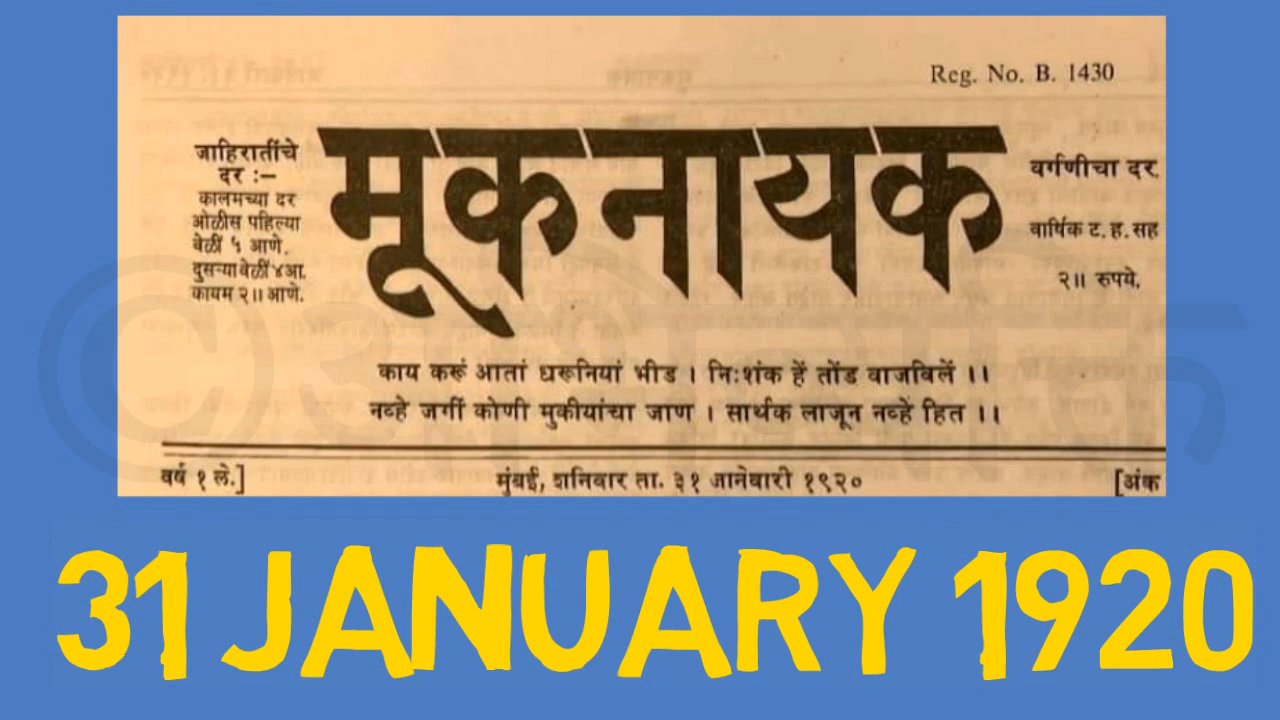 Reg. No. B. 1430
जाहिरातींचे
दर :–
कालमच्या दर
ओळीस पहिल्या
वेळीं ५ आणे.
दुसऱ्या वेळीं ४ आ.
कायम २॥ आणे.
मूकनायक
वर्गणीचा दर.
वार्षिक ट. ह. सह
२॥ रुपये.
काय करूं आतां धरूनियां भीड । निःशंक हें तोंड वाजविलें ।।
नव्हे जगीं कोणी मुकीयांचा जाण । सार्थक लाजून नव्हे हित ।।
वर्ष १ ले.]
मुंबई, शनिवार ता. ३१ जानेवारी १९२०
[अंक
31 JANUARY 1920